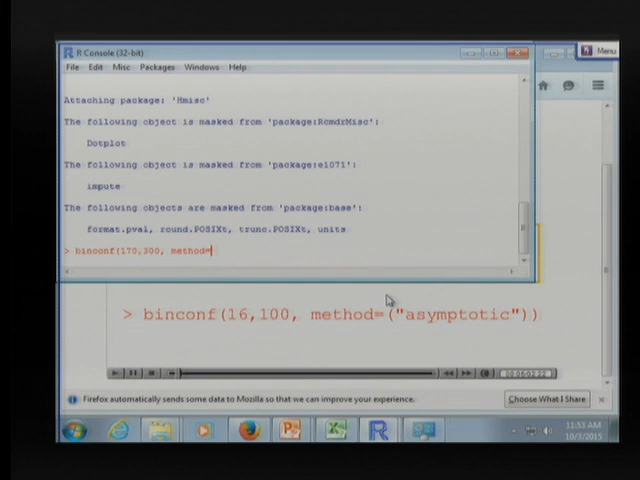 R Console (32-bit)
Menu
File Edit Misc Packages Windows Help
Attaching package: 'Hmisc'
The following object is masked from 'package:RcmdrMisc':
Dotplot
The following object is masked from 'package:e1071':
impute
The following objects are masked from 'package:base':
format.pval, round.POSIXt, trunc.POSIXt, units
> binconf(170,300, method=
> binconf(16,100, method=("asymptotic"))
Firefox automatically sends some data to Mozilla so that we can improve your experience.
Choose What I Share
11:53 AM
10/3/2015